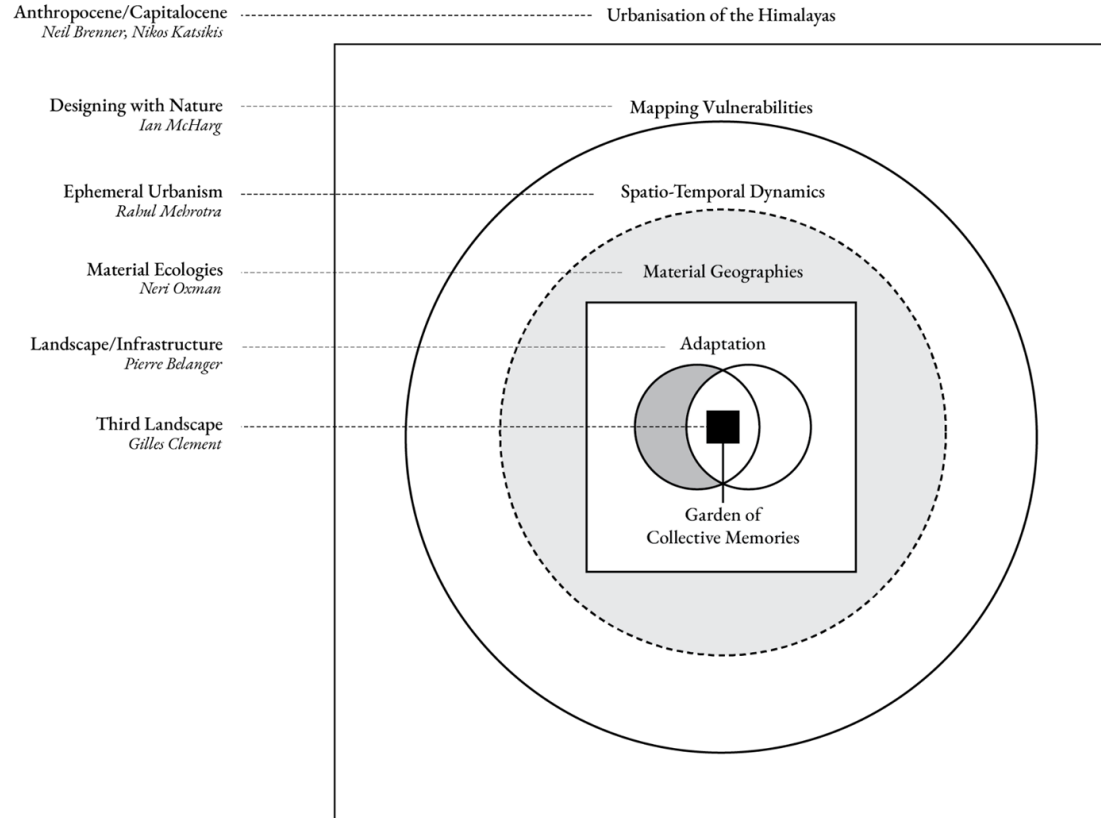 Anthropocene/Capitalocene
Neil Brenner, Nikos Katsikis
Urbanisation of the Himalayas
Designing with Nature
Ian McHarg
Mapping Vulnerabilities
Ephemeral Urbanism
Rahul Mehrotra
Spatio-Temporal Dynamics
Material Ecologies
Neri Oxman
Material Geographies
Landscape/Infrastructure
Pierre Belanger
Adaptation
Third Landscape
Gilles Clement
Garden of
Collective Memories